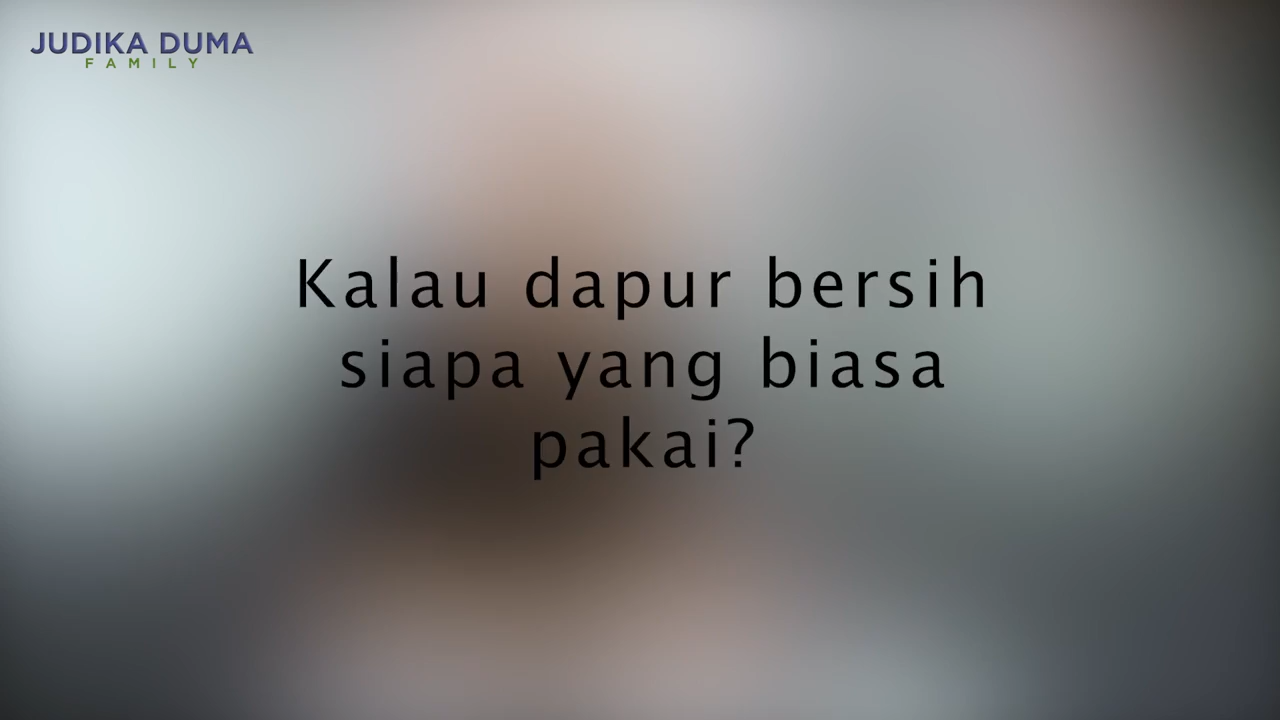 JUDIKA DUMA
FAMILY
Kalau dapur bersih
siapa yang biasa
pakai?